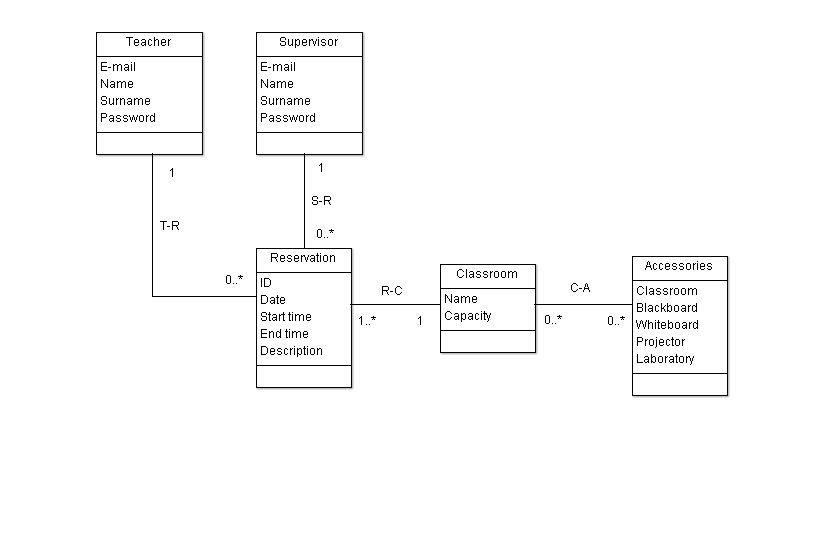 Teacher
E-mail
Name
Surname
Password
Supervisor
E-mail
Name
Surname
Password
1
1
S-R
T-R
0..*
0..*
Reservation
ID
Date
Start time
End time
Description
R-C
1..*
1
Classroom
Name
Capacity
C-A
0..*
0..*
Accessories
Classroom
Blackboard
Whiteboard
Projector
Laboratory